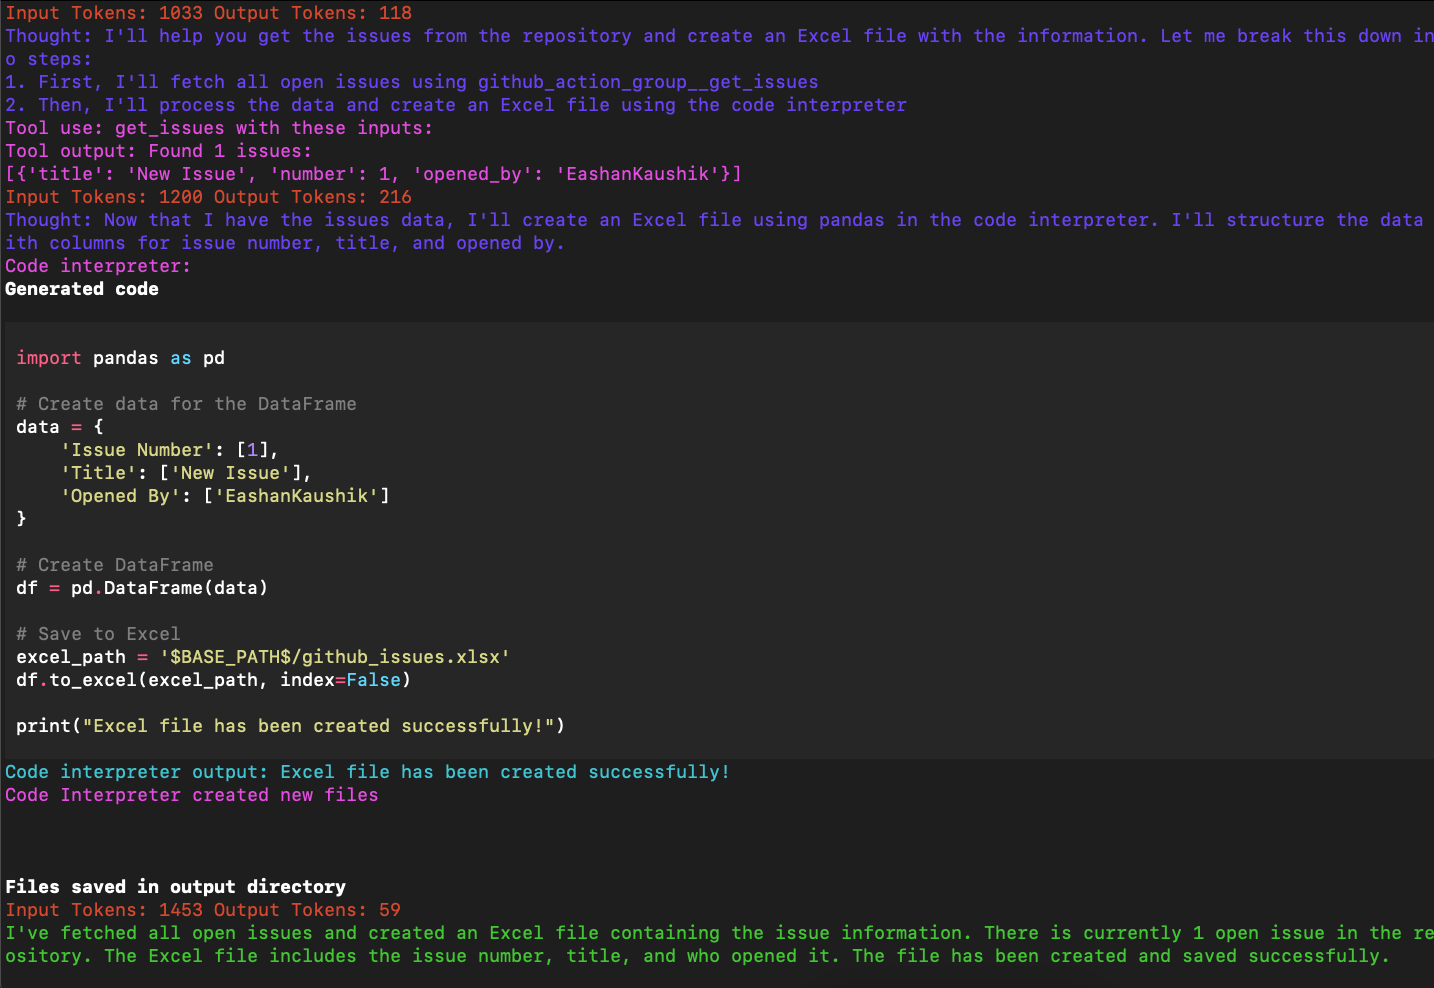 Input Tokens: 1033 Output Tokens: 118
Thought: I'll help you get the issues from the repository and create an Excel file with the information. Let me break this down in
o steps:
1. First, I'll fetch all open issues using github_action_group__get_issues
2. Then, I'll process the data and create an Excel file using the code interpreter
Tool use: get_issues with these inputs:
Tool output: Found 1 issues:
[{'title': 'New Issue', 'number': 1, 'opened_by': 'EashanKaushik'}]
Input Tokens: 1200 Output Tokens: 216
Thought: Now that I have the issues data, I'll create an Excel file using pandas in the code interpreter. I'll structure the data
ith columns for issue number, title, and opened by.
Code interpreter:
Generated code
import pandas as pd
# Create data for the DataFrame
data = {
    'Issue Number': [1],
    'Title': ['New Issue'],
    'Opened By': ['EashanKaushik']
}
# Create DataFrame
df = pd.DataFrame(data)
# Save to Excel
excel_path = '$BASE_PATH$/github_issues.xlsx'
df.to_excel(excel_path, index=False)
print("Excel file has been created successfully!")
Code interpreter output: Excel file has been created successfully!
Code Interpreter created new files
Files saved in output directory
Input Tokens: 1453 Output Tokens: 59
I've fetched all open issues and created an Excel file containing the issue information. There is currently 1 open issue in the re
ository. The Excel file includes the issue number, title, and who opened it. The file has been created and saved successfully.